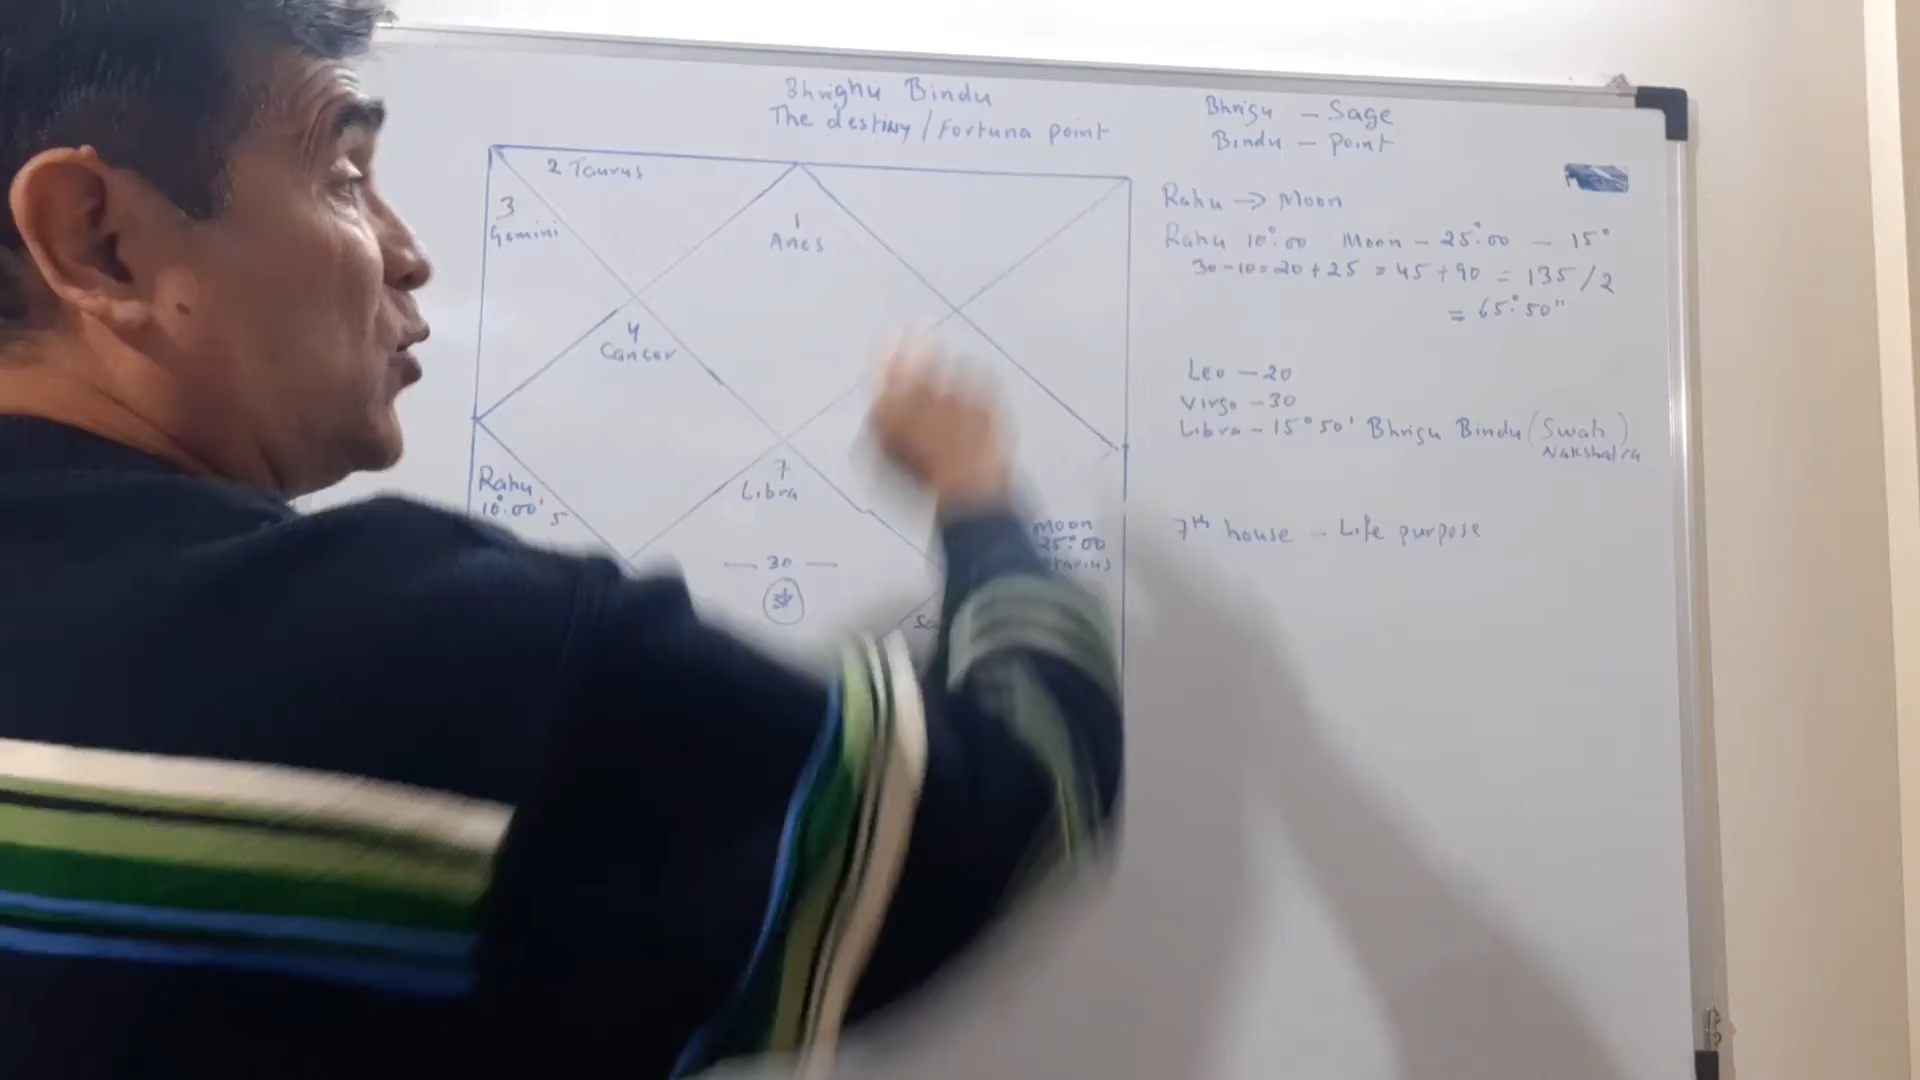 Bhrighu Bindu
The destiny / Fortuna point
2 Taurus
3
Gemini
1
Aries
4
Cancer
7
Libra
Rahu
10°.00' 5
30
Moon
25°.00
Bhrigu - Sage
Bindu - Point
Rahu → Moon
Rahu 10°.00 Moon - 25°.00 - 15°
30-10=20+25 = 45+90 = 135/2
= 65°.50"
Leo - 20
Virgo - 30
Libra - 15°50' Bhrigu Bindu (Swati)
Nakshatra
7th house - Life purpose